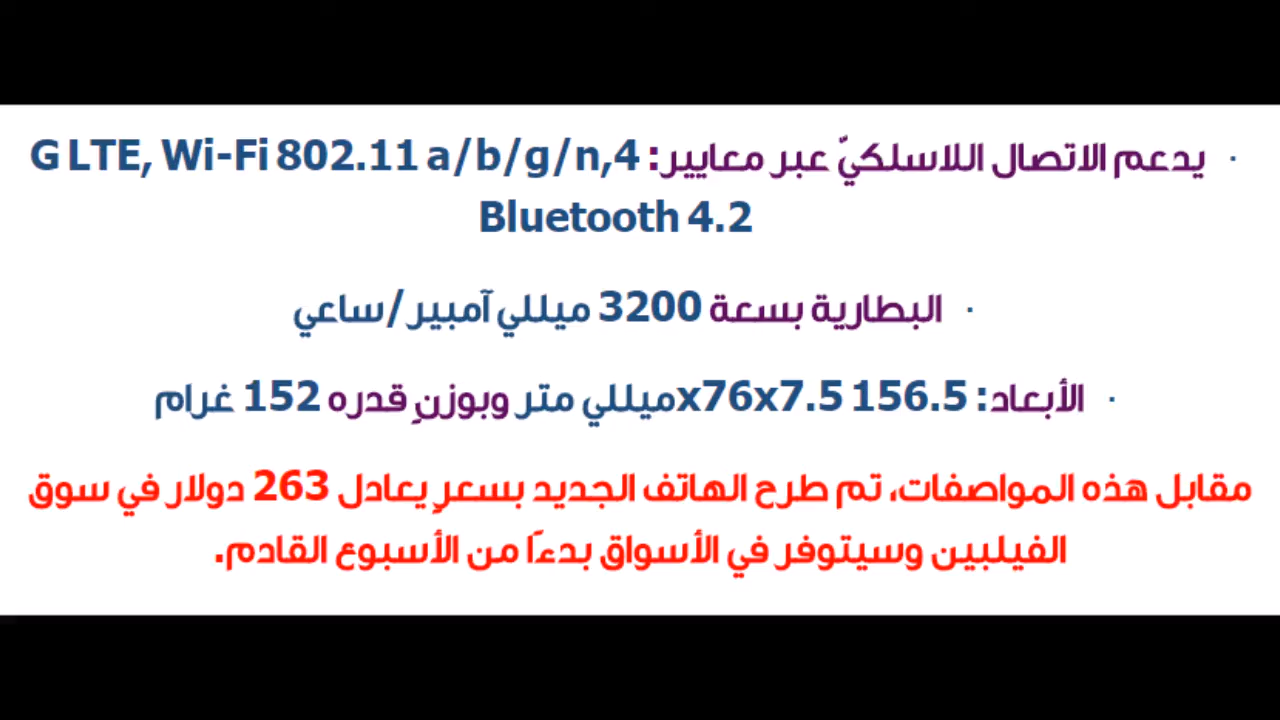 · يدعم الاتصال اللاسلكيّ عبر معايير: 4G LTE, Wi-Fi 802.11 a/b/g/n,
Bluetooth 4.2
· البطارية بسعة 3200 ميللي آمبير/ساعي
· الأبعاد: 156.5 x76x7.5ميللي متر وبوزنٍ قدره 152 غرام
مقابل هذه المواصفات، تم طرح الهاتف الجديد بسعرٍ يعادل 263 دولار في سوق
الفيلبين وسيتوفر في الأسواق بدءًا من الأسبوع القادم.